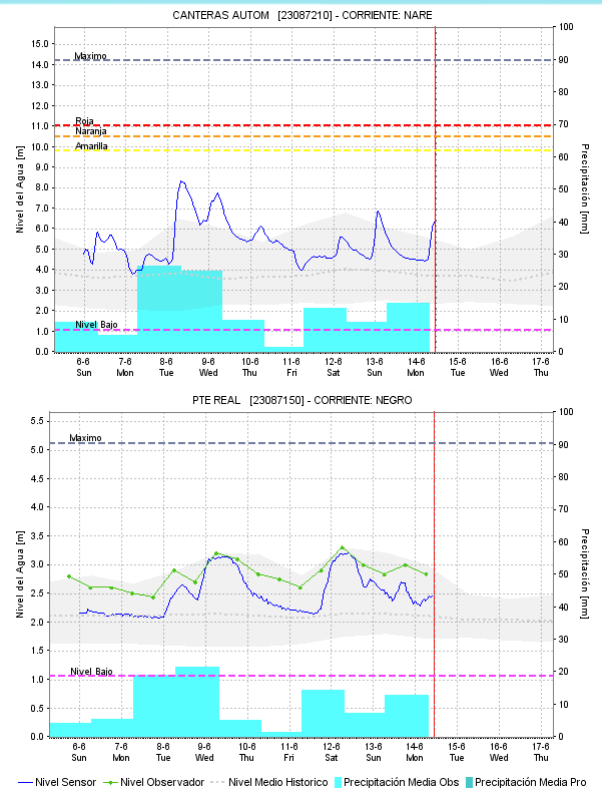 CANTERAS AUTOM [23087210] - CORRIENTE: NARE
Nivel del Agua [m]
15.0
14.0
13.0
12.0
11.0
10.0
9.0
8.0
7.0
6.0
5.0
4.0
3.0
2.0
1.0
0.0
Maximo
Roja
Naranja
Amarilla
Nivel Bajo
100
90
80
70
60
50
40
30
20
10
0
Precipitación [mm]
6-6 7-6 8-6 9-6 10-6 11-6 12-6 13-6 14-6 15-6 16-6 17-6
Sun Mon Tue Wed Thu Fri Sat Sun Mon Tue Wed Thu
PTE REAL [23087150] - CORRIENTE: NEGRO
Nivel del Agua [m]
5.5
5.0
4.5
4.0
3.5
3.0
2.5
2.0
1.5
1.0
0.5
0.0
Maximo
Nivel Bajo
100
90
80
70
60
50
40
30
20
10
0
Precipitación [mm]
6-6 7-6 8-6 9-6 10-6 11-6 12-6 13-6 14-6 15-6 16-6 17-6
Sun Mon Tue Wed Thu Fri Sat Sun Mon Tue Wed Thu
Nivel Sensor Nivel Observador Nivel Medio Historico Precipitación Media Obs Precipitación Media Pro